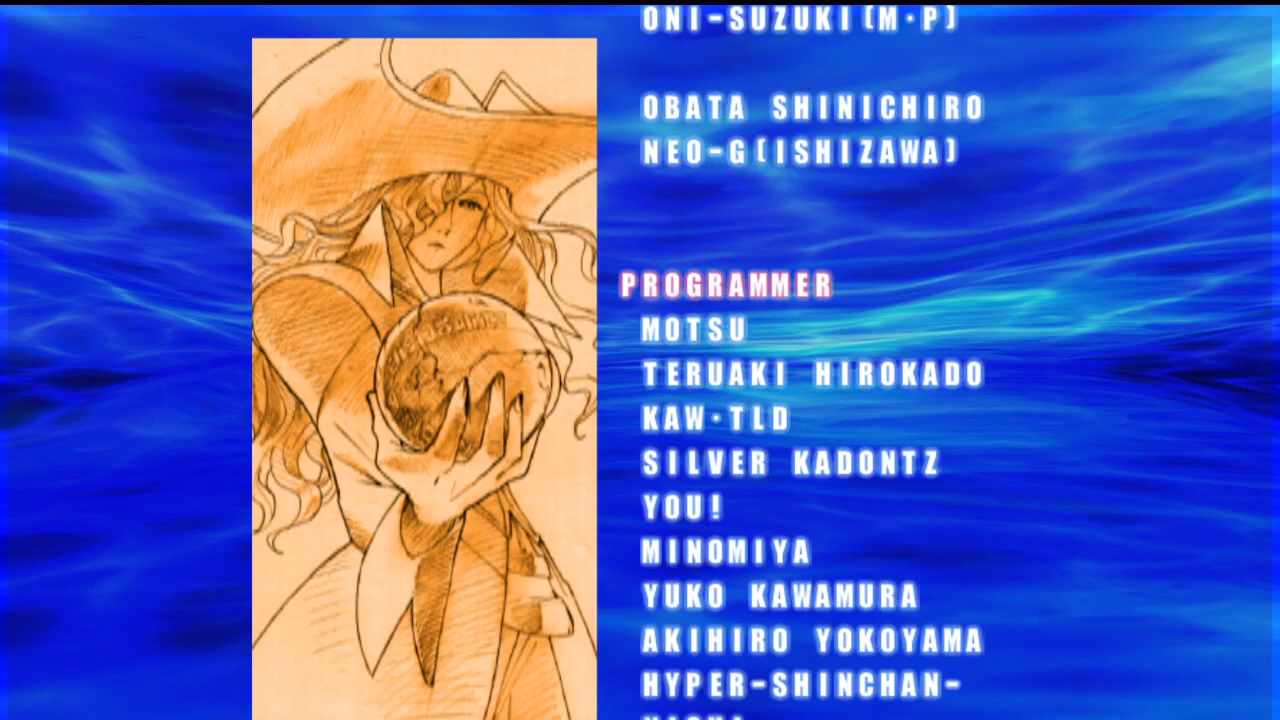 ONI-SUZUKI(M·P)
OBATA SHINICHIRO
NEO-G(ISHIZAWA)
PROGRAMMER
MOTSU
TERUAKI HIROKADO
KAW·TLD
SILVER KADONTZ
YOU!
MINOMIYA
YUKO KAWAMURA
AKIHIRO YOKOYAMA
HYPER-SHINCHAN-